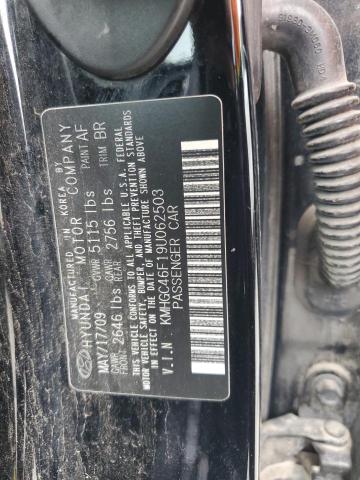 MANUFACTURED IN KOREA BY
HYUNDAI MOTOR COMPANY
MAY/17/09 GVWR 5115 lbs PAINT AF
GAWR FRONT 2646 lbs GAWR REAR 2756 lbs TRIM BR
THIS VEHICLE CONFORMS TO ALL APPLICABLE U.S.A. FEDERAL
MOTOR VEHICLE SAFETY, BUMPER, AND THEFT PREVENTION STANDARDS
IN EFFECT ON THE DATE OF MANUFACTURE SHOWN ABOVE.
V.I.N : KMHGC46F19U062503
PASSENGER CAR